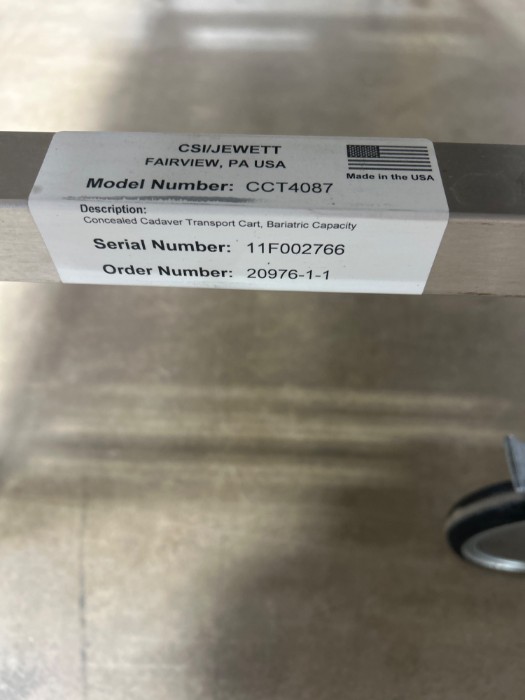 CSI/JEWETT
FAIRVIEW, PA USA
Made in the USA
Model Number: CCT4087
Description:
Concealed Cadaver Transport Cart, Bariatric Capacity
Serial Number: 11F002766
Order Number: 20976-1-1